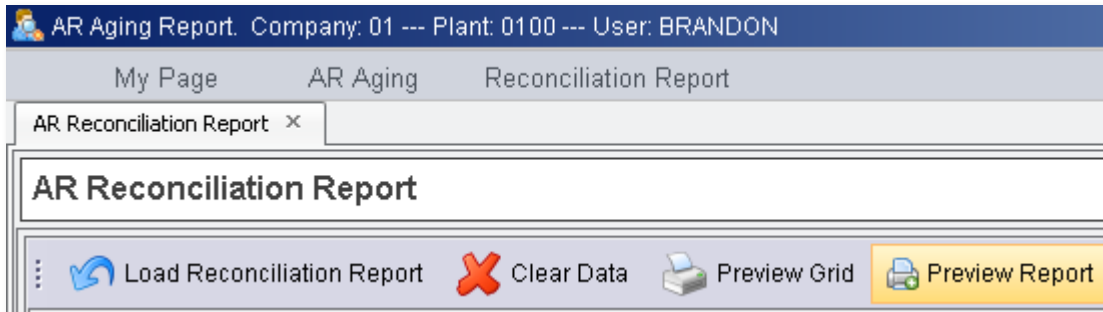 AR Aging Report. Company: 01 --- Plant: 0100 --- User: BRANDON
My Page AR Aging Reconciliation Report
AR Reconciliation Report ×
AR Reconciliation Report
Load Reconciliation Report Clear Data Preview Grid Preview Report